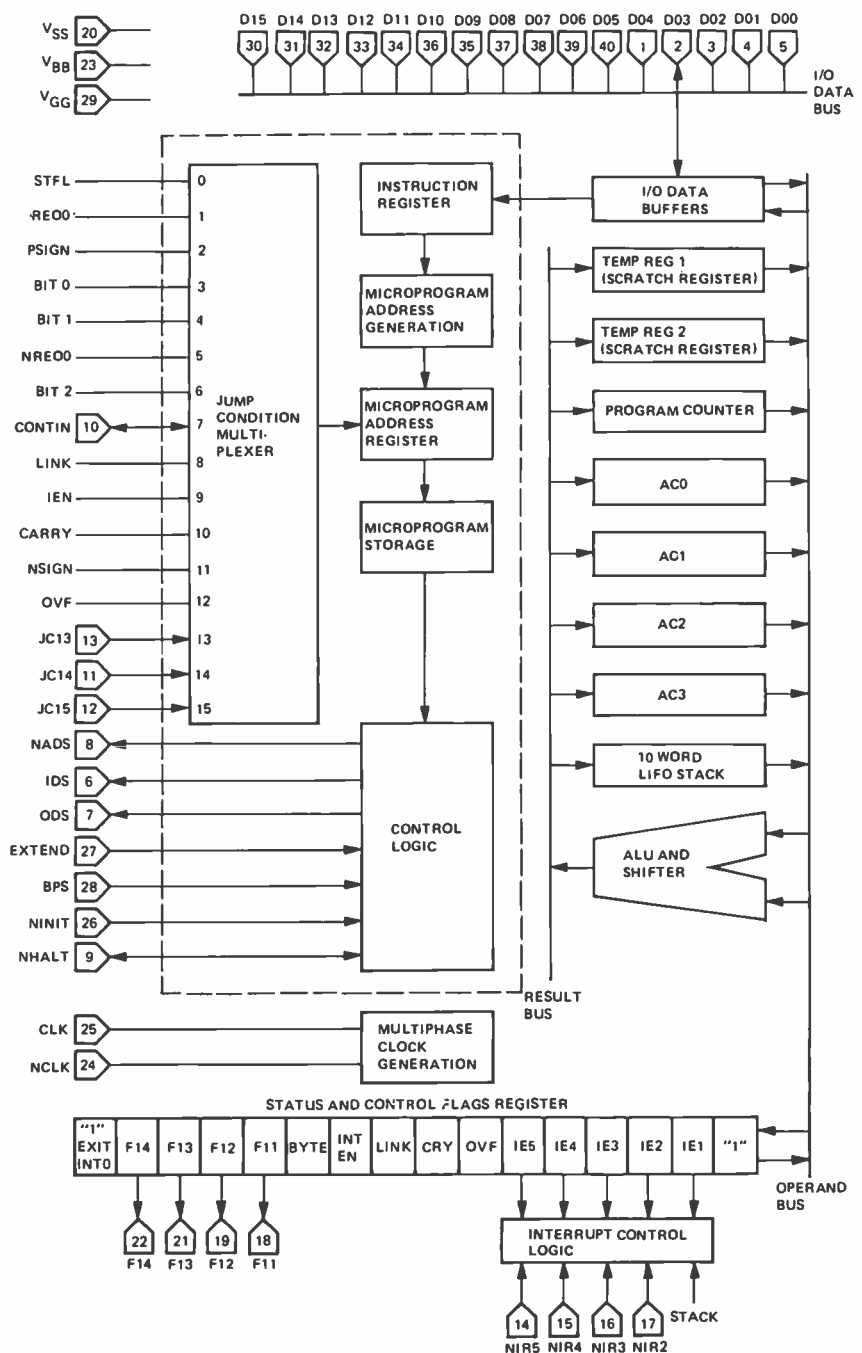 VSS 20
VBB 23
VGG 29
D15 D14 D13 D12 D11 D10 D09 D08 D07 D06 D05 D04 D03 D02 D01 D00
30 31 32 33 34 36 35 37 38 39 40 1 2 3 4 5
I/O
DATA
BUS
STFL 0
REO0 1
PSIGN 2
BIT 0 3
BIT 1 4
NREO0 5
BIT 2 6
CONTIN 10 7
LINK 8
IEN 9
CARRY 10
NSIGN 11
OVF 12
JC13 13 13
JC14 11 14
JC15 12 15
JUMP
CONDITION
MULTI-
PLEXER
INSTRUCTION
REGISTER
MICROPROGRAM
ADDRESS
GENERATION
MICROPROGRAM
ADDRESS
REGISTER
MICROPROGRAM
STORAGE
I/O DATA
BUFFERS
TEMP REG 1
(SCRATCH REGISTER)
TEMP REG 2
(SCRATCH REGISTER)
PROGRAM COUNTER
AC0
AC1
AC2
AC3
10 WORD
LIFO STACK
ALU AND
SHIFTER
NADS 8
IDS 6
ODS 7
EXTEND 27
BPS 28
NINIT 26
NHALT 9
CONTROL
LOGIC
RESULT
BUS
CLK 25
NCLK 24
MULTIPHASE
CLOCK
GENERATION
STATUS AND CONTROL FLAGS REGISTER
"1"
EXIT
INT0
F14 F13 F12 F11 BYTE
INT
EN
LINK CRY OVF IE5 IE4 IE3 IE2 IE1 "1"
OPERAND
BUS
22 21 19 18
F14 F13 F12 F11
INTERRUPT CONTROL
LOGIC
14 15 16 17 STACK
NIR5 NIR4 NIR3 NIR2